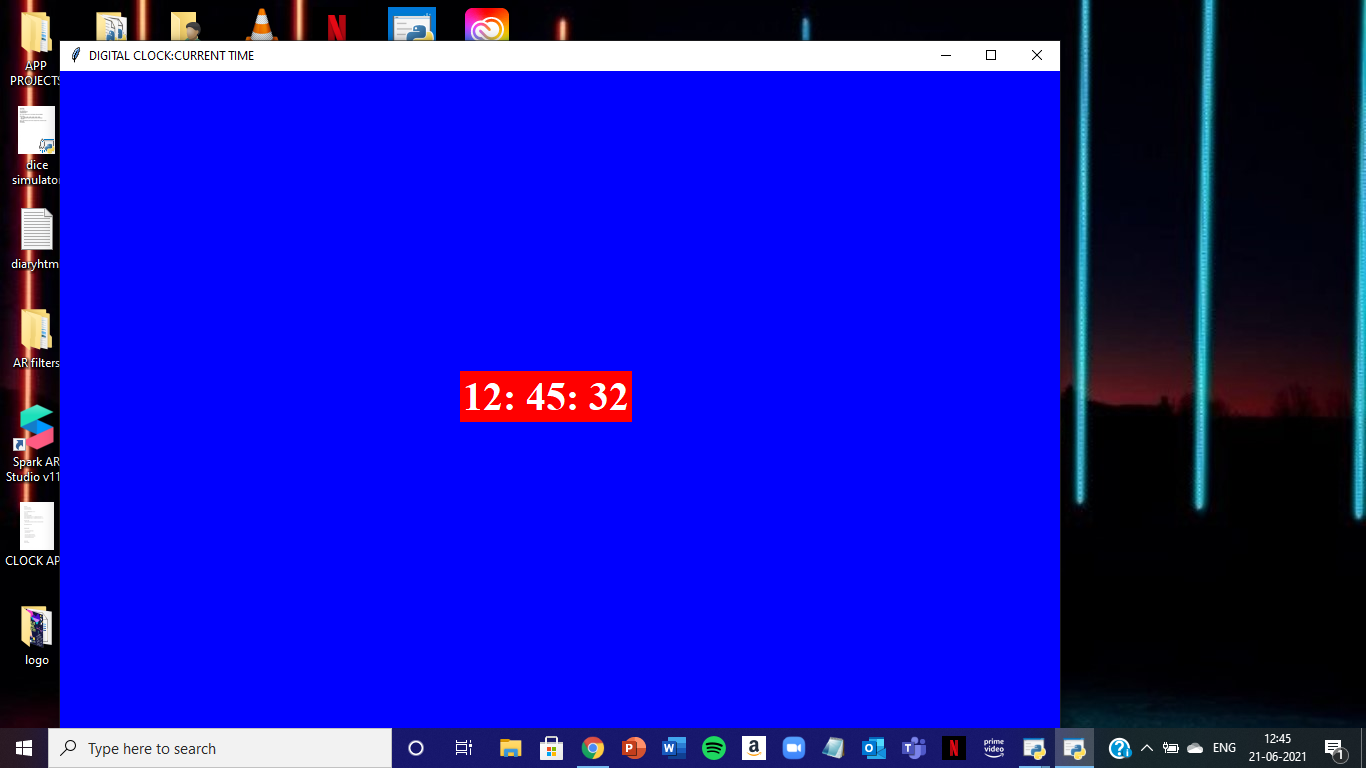 DIGITAL CLOCK:CURRENT TIME
APP
PROJECTS
dice
simulator
diaryhtm
AR filters
Spark AR
Studio v11
CLOCK AP
logo
12: 45: 32
Type here to search
prime
video
ENG
12:45
21-06-2021
1